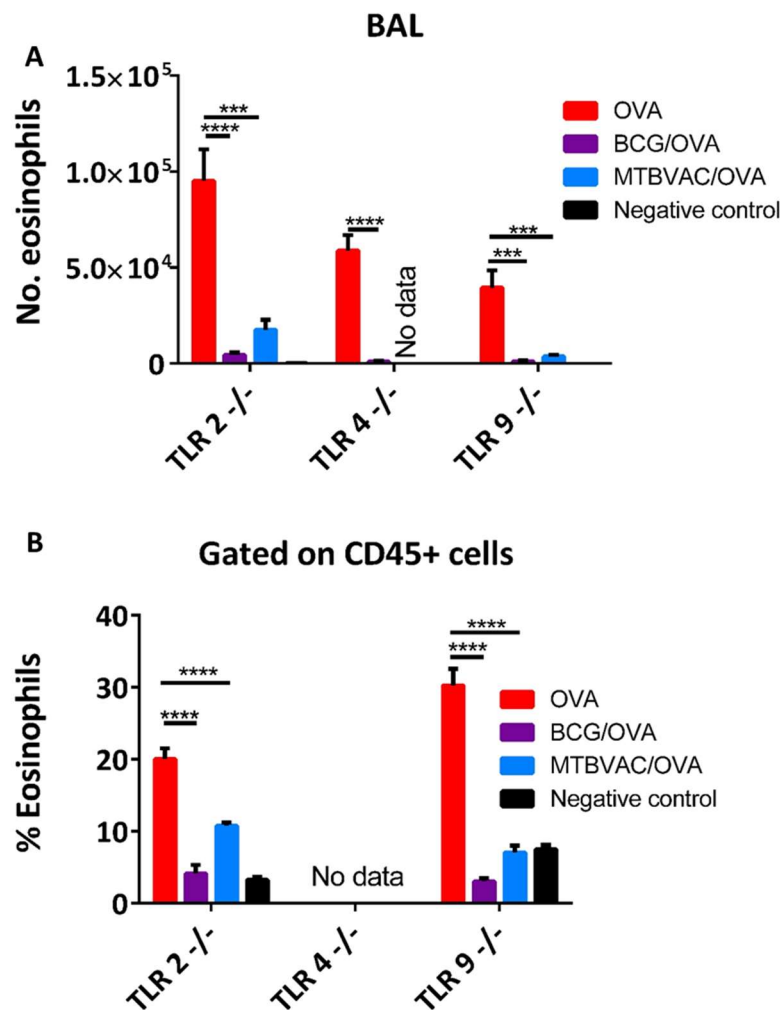 BAL
A
No. eosinophils
1.5×10⁵
1.0×10⁵
5.0×10⁴
0
***
****
****
***
***
No data
OVA
BCG/OVA
MTBVAC/OVA
Negative control
TLR 2 -/-
TLR 4 -/-
TLR 9 -/-
B
Gated on CD45+ cells
% Eosinophils
40
30
20
10
0
****
****
****
****
No data
OVA
BCG/OVA
MTBVAC/OVA
Negative control
TLR 2 -/-
TLR 4 -/-
TLR 9 -/-